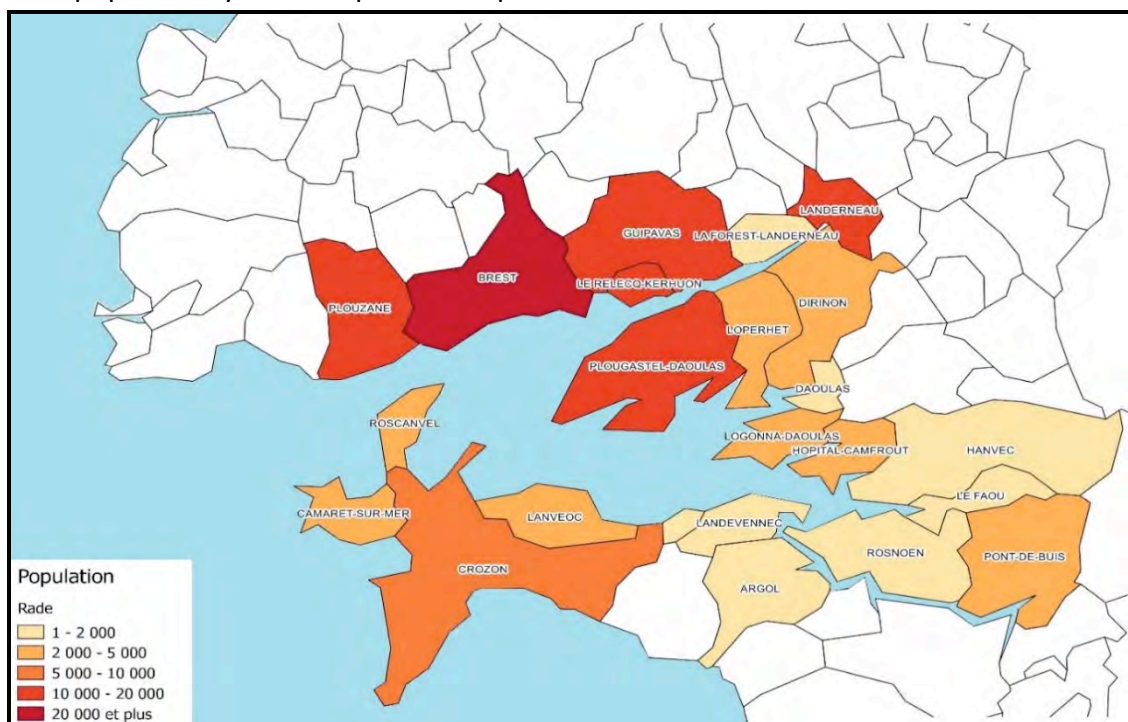 LANDERNEAU
GUIPAVAS
LA FOREST-LANDERNEAU
BREST
LE RELECQ-KERHUON
PLOUZANE
DIRINON
LOPERHET
PLOUGASTEL-DAOULAS
DAOULAS
ROSCANVEL
LOGONNA-DAOULAS
HOPITAL-CAMFROUT
HANVEC
LE FAOU
CAMARET-SUR-MER
LANVEOC
LANDEVENNEC
ROSNOEN
PONT-DE-BUIS
CROZON
ARGOL
Population
Rade
1 - 2 000
2 000 - 5 000
5 000 - 10 000
10 000 - 20 000
20 000 et plus